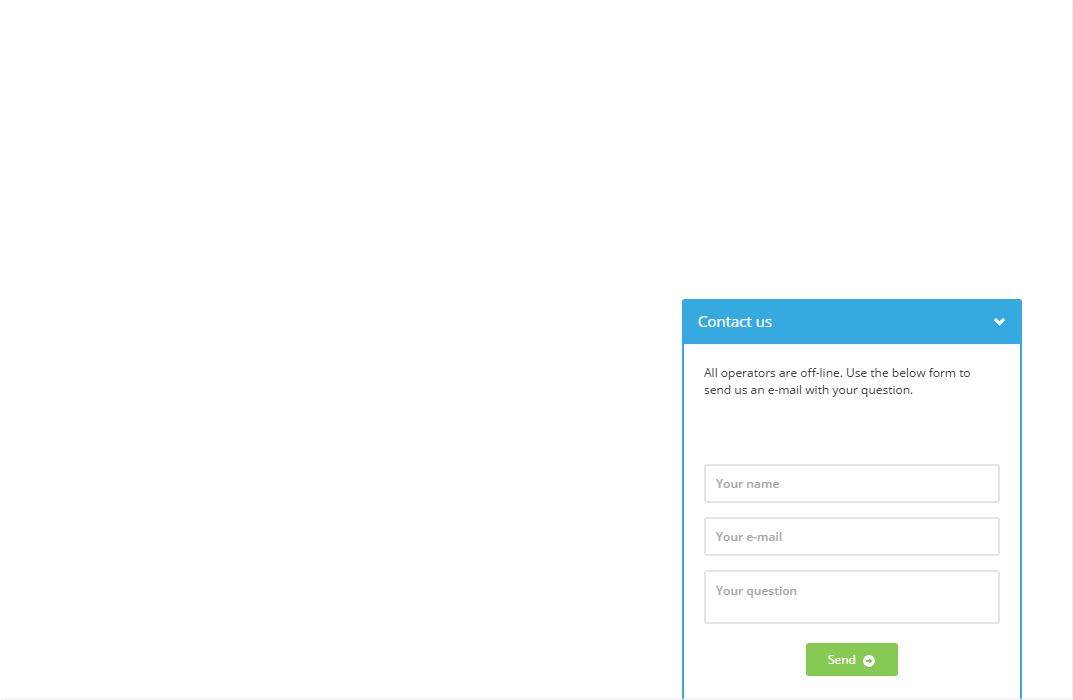 Contact us
All operators are off-line. Use the below form to
send us an e-mail with your question.
Your name
Your e-mail
Your question
Send